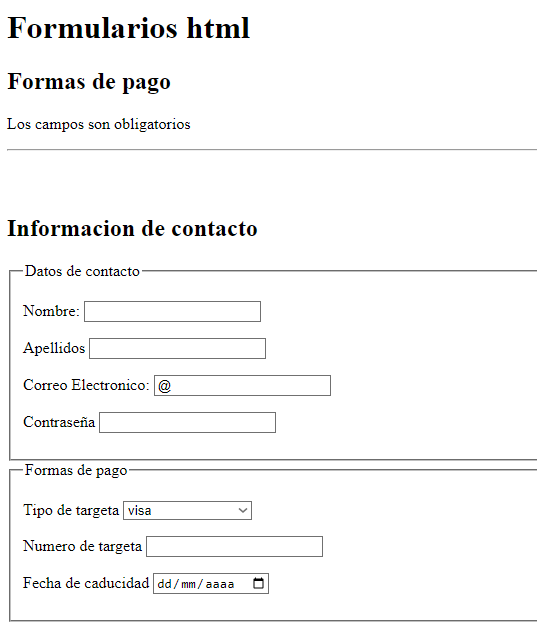 Formularios html
Formas de pago
Los campos son obligatorios
Informacion de contacto
Datos de contacto
Nombre:
Apellidos
Correo Electronico: @
Contraseña
Formas de pago
Tipo de targeta visa
Numero de targeta
Fecha de caducidad dd/mm/aaaa